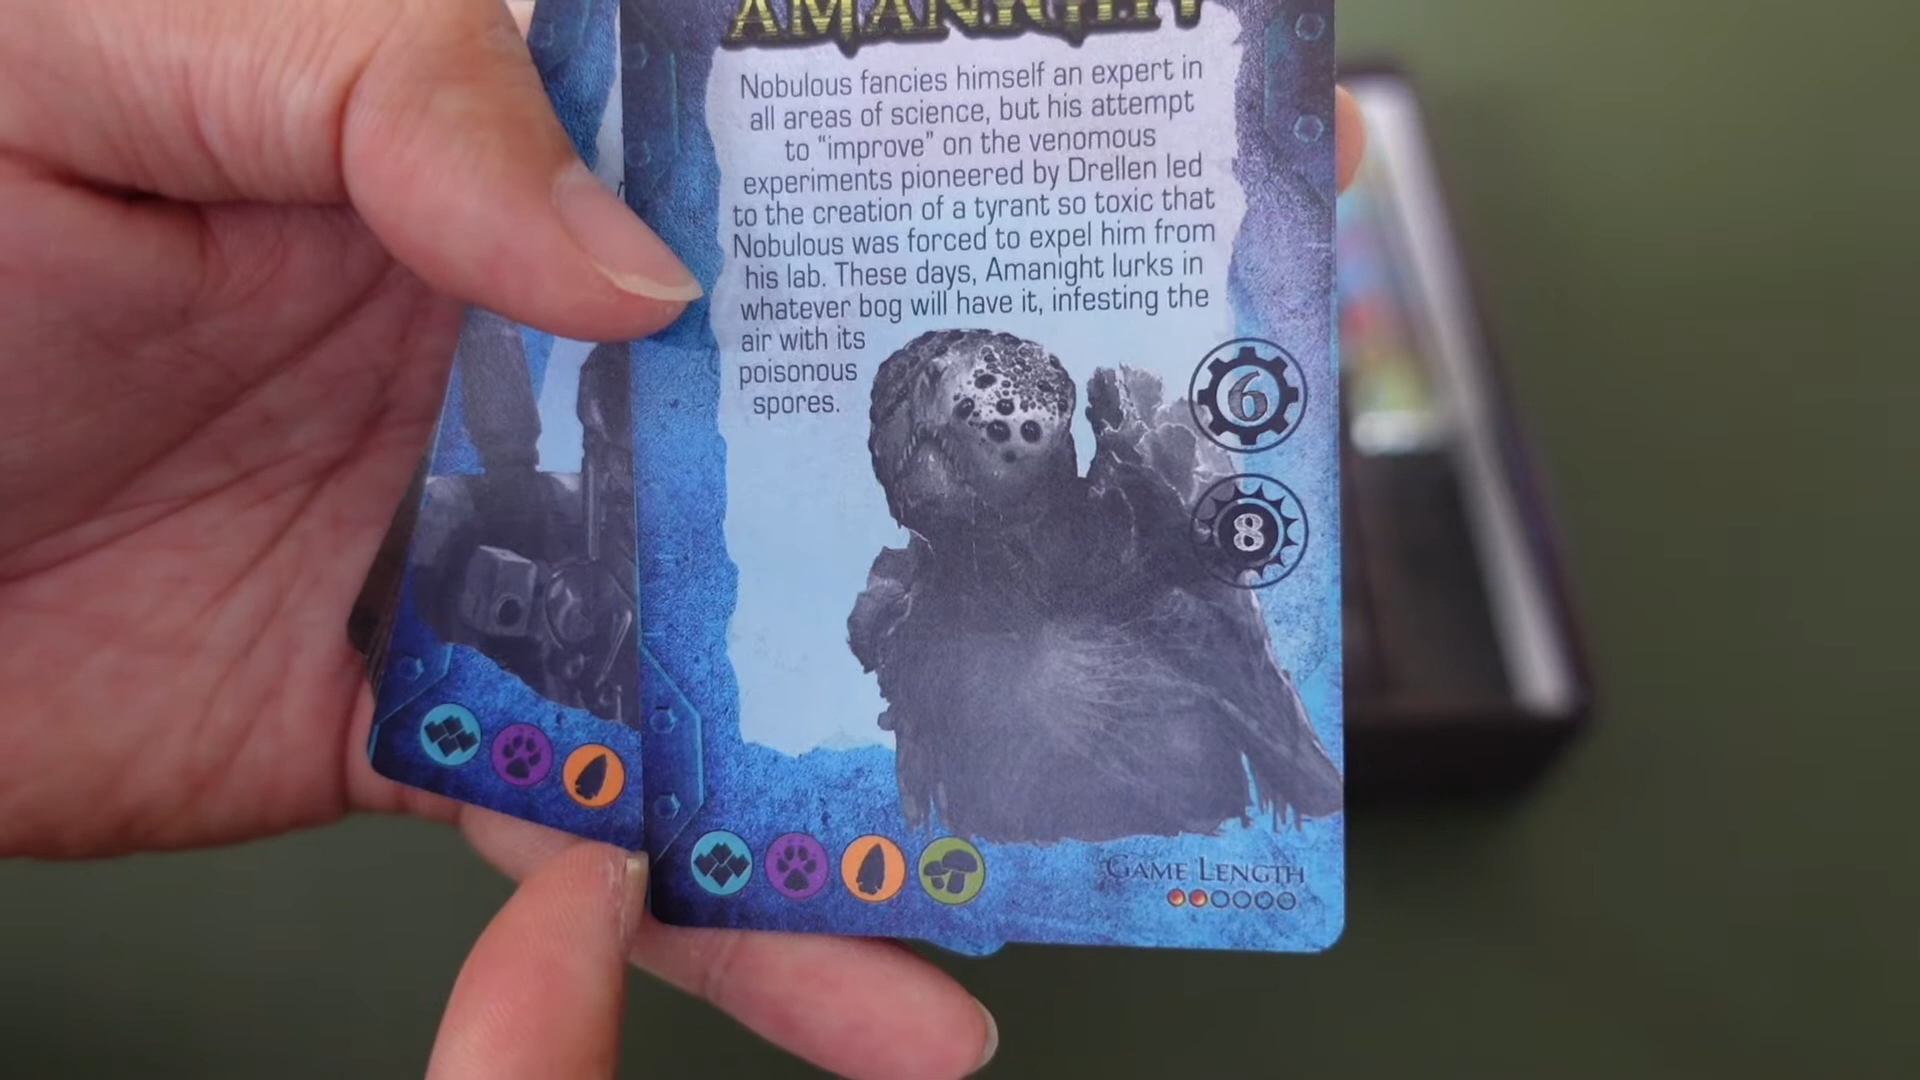 AMANIGHT
Nobulous fancies himself an expert in
all areas of science, but his attempt
to “improve” on the venomous
experiments pioneered by Drellen led
to the creation of a tyrant so toxic that
Nobulous was forced to expel him from
his lab. These days, Amanight lurks in
whatever bog will have it, infesting the
air with its
poisonous
spores.
6
8
GAME LENGTH